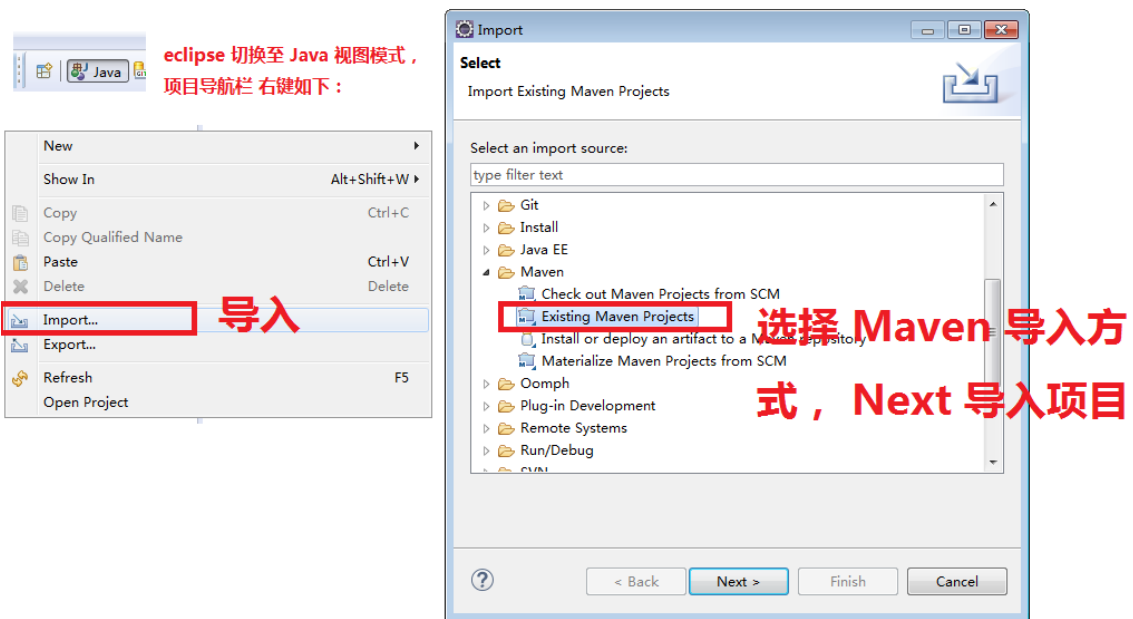 Java
eclipse 切换至 Java 视图模式，
项目导航栏 右键如下：
New
Show In Alt+Shift+W
Copy Ctrl+C
Copy Qualified Name
Paste Ctrl+V
Delete Delete
Import...
导入
Export...
Refresh F5
Open Project
Import
Select
Import Existing Maven Projects
Select an import source:
type filter text
Git
Install
Java EE
Maven
Check out Maven Projects from SCM
Existing Maven Projects
Install or deploy an artifact to a Maven repository
Materialize Maven Projects from SCM
Oomph
Plug-in Development
Remote Systems
Run/Debug
SVN
选择 Maven 导入方
式 ，Next 导入项目
< Back
Next >
Finish
Cancel